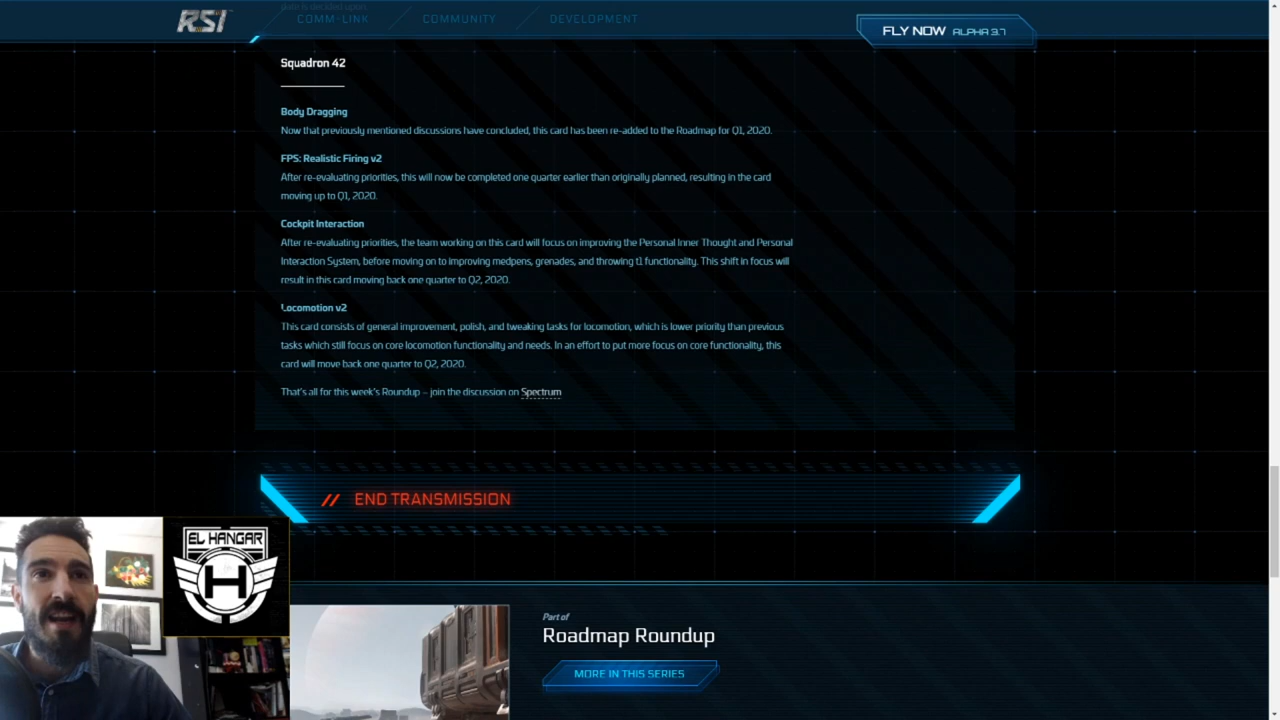 date is decided upon.
RSI
COMM-LINK
COMMUNITY
DEVELOPMENT
FLY NOW ALPHA 3.7
Squadron 42
Body Dragging
Now that previously mentioned discussions have concluded, this card has been re-added to the Roadmap for Q1, 2020.
FPS: Realistic Firing v2
After re-evaluating priorities, this will now be completed one quarter earlier than originally planned, resulting in the card
moving up to Q1, 2020.
Cockpit Interaction
After re-evaluating priorities, the team working on this card will focus on improving the Personal Inner Thought and Personal
Interaction System, before moving on to improving medpens, grenades, and throwing t1 functionality. This shift in focus will
result in this card moving back one quarter to Q2, 2020.
Locomotion v2
This card consists of general improvement, polish, and tweaking tasks for locomotion, which is lower priority than previous
tasks which still focus on core locomotion functionality and needs. In an effort to put more focus on core functionality, this
card will move back one quarter to Q2, 2020.
That's all for this week's Roundup – join the discussion on Spectrum
// END TRANSMISSION
EL HANGAR
H
Part of
Roadmap Roundup
MORE IN THIS SERIES